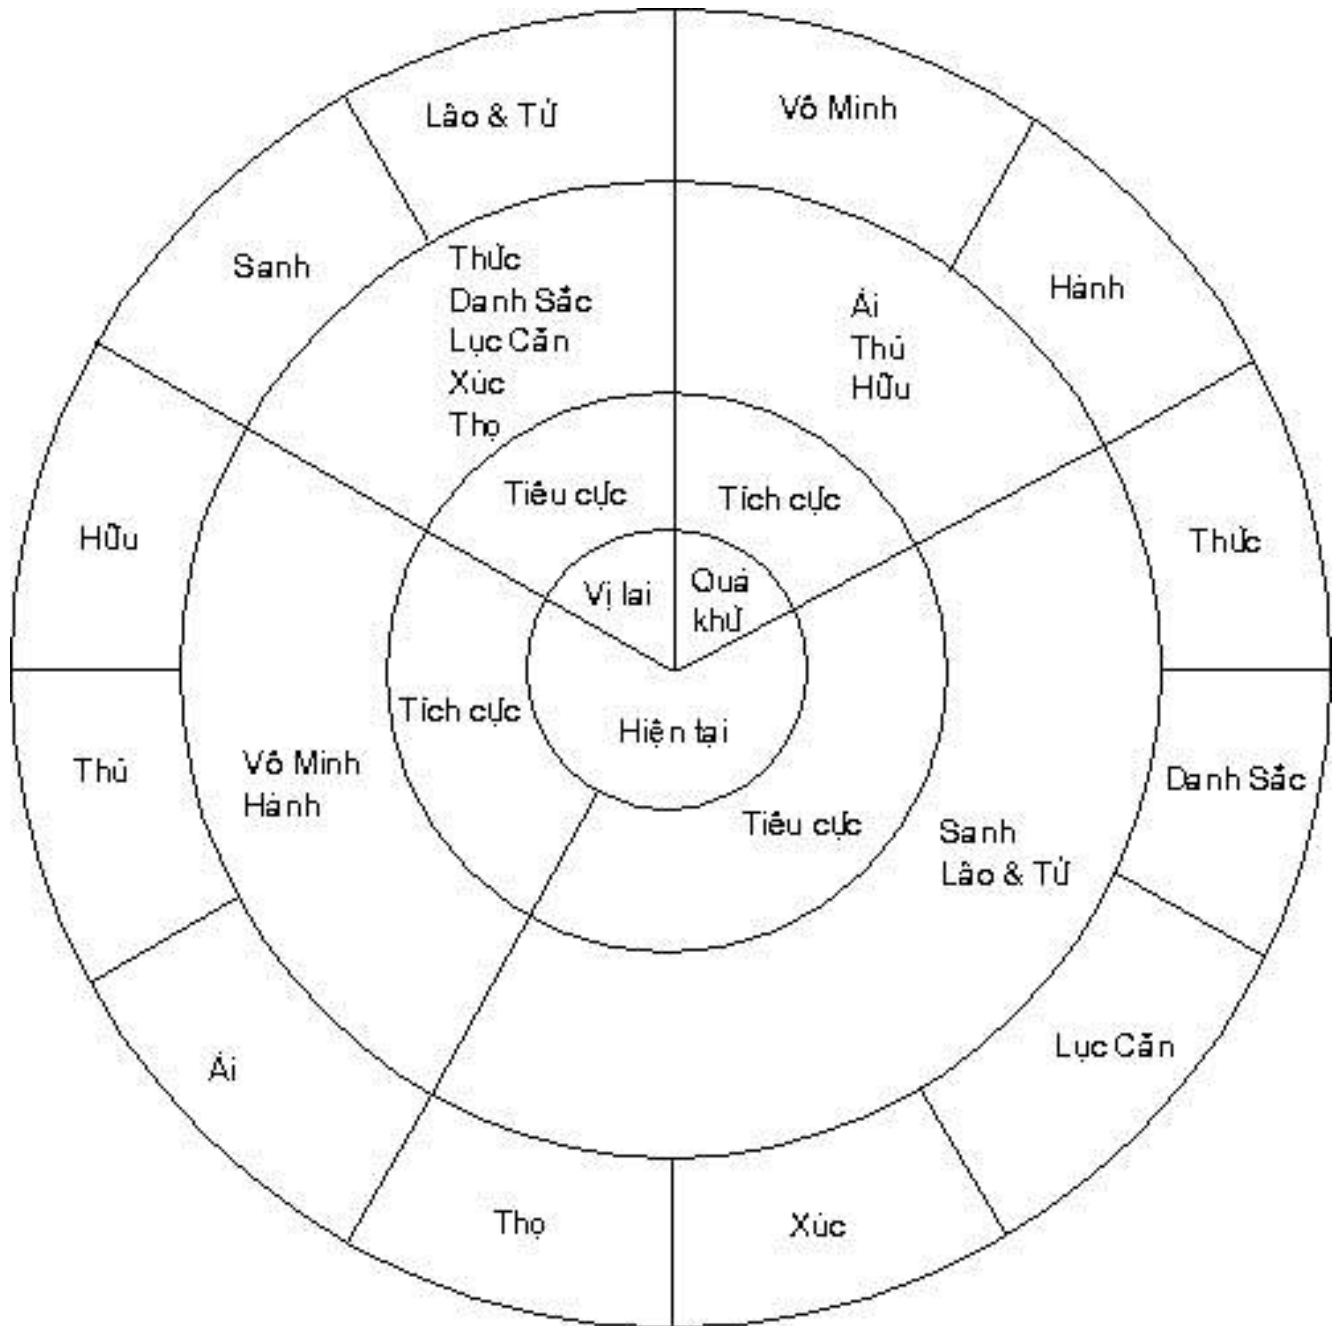 Lão & Tử
Vô Minh
Sanh
Hành
Thức
Danh Sắc
Lục Căn
Xúc
Thọ
Ái
Thủ
Hữu
Tiêu cực
Tích cực
Hữu
Thức
Vị lai
Quá
khứ
Tích cực
Hiện tại
Thủ
Vô Minh
Hành
Danh Sắc
Tiêu cực
Sanh
Lão & Tử
Lục Căn
Ái
Thọ
Xúc